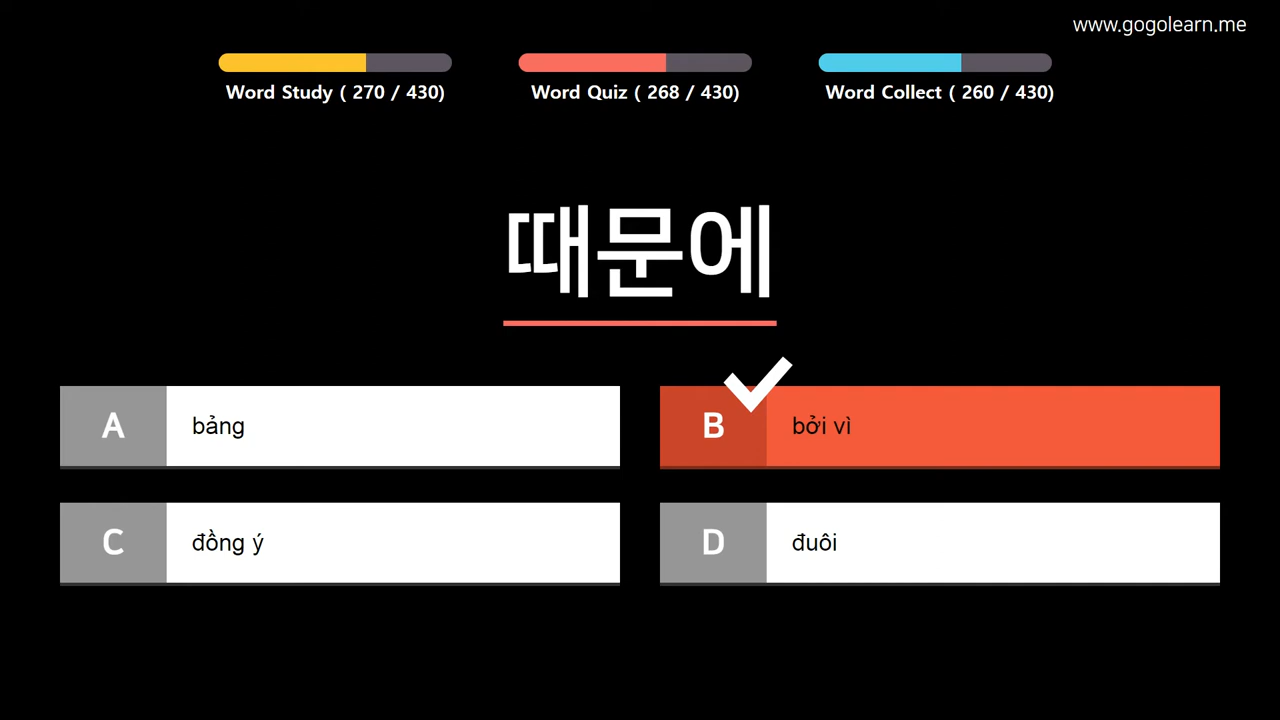 www.gogolearn.me
Word Study ( 270 / 430)
Word Quiz ( 268 / 430)
Word Collect ( 260 / 430)
때문에
A bảng
B bởi vì
C đồng ý
D đuôi